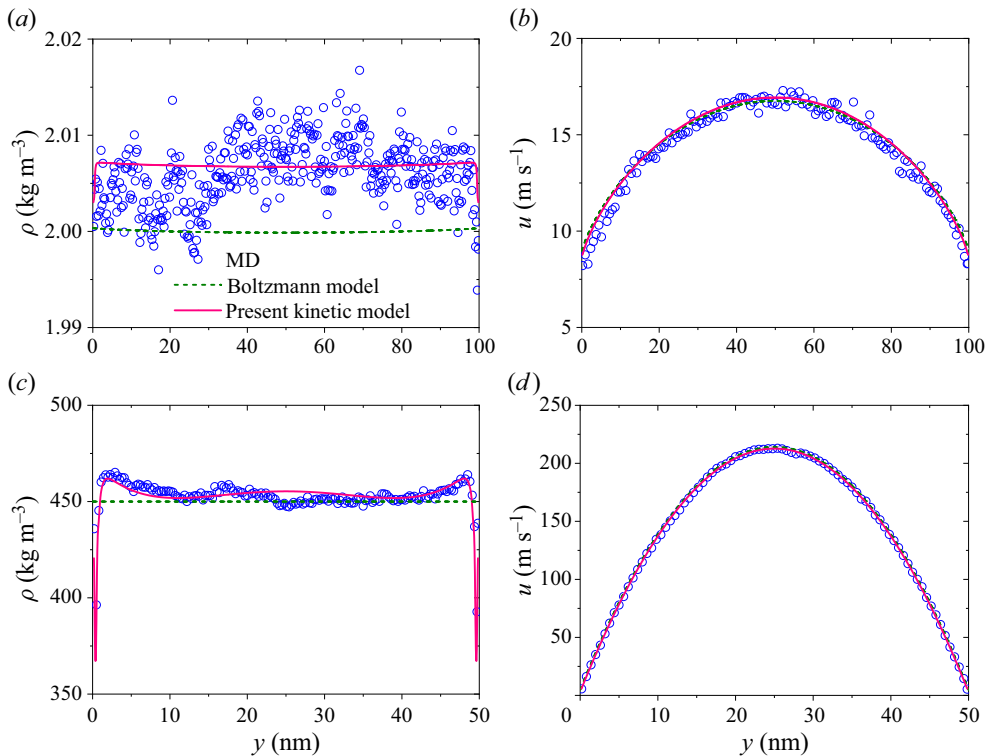 (a)
(b)
2.02
2.01
2.00
1.99
ρ (kg m⁻³)
MD
Boltzmann model
Present kinetic model
0 20 40 60 80 100
20
15
10
5
u (m s⁻¹)
0 20 40 60 80 100
(c)
(d)
500
450
400
350
ρ (kg m⁻³)
0 10 20 30 40 50
y (nm)
250
200
150
100
50
u (m s⁻¹)
0 10 20 30 40 50
y (nm)